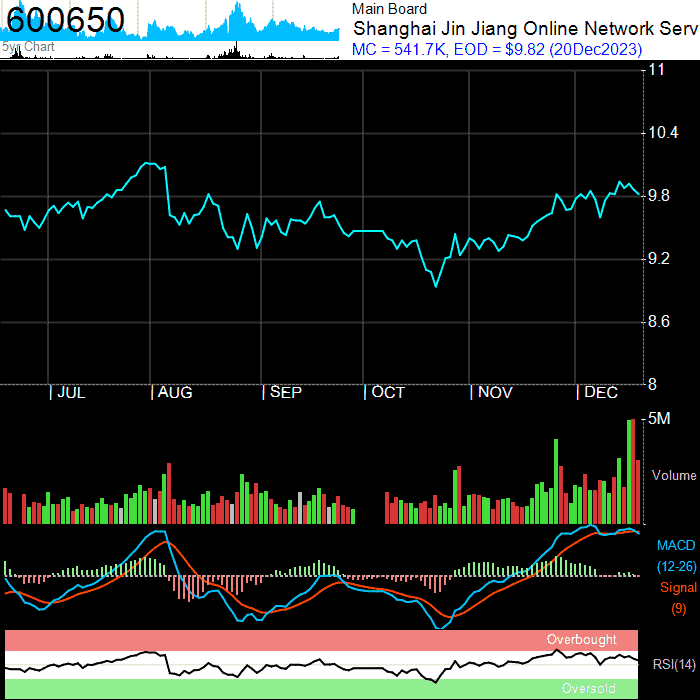 600650
Main Board
Shanghai Jin Jiang Online Network Serv
5yr Chart
MC = 541.7K, EOD = $9.82 (20Dec2023)
11
10.4
9.8
9.2
8.6
8
| JUL | AUG | SEP | OCT | NOV | DEC
5M
Volume
MACD
(12-26)
Signal
(9)
Overbought
RSI(14)
Oversold